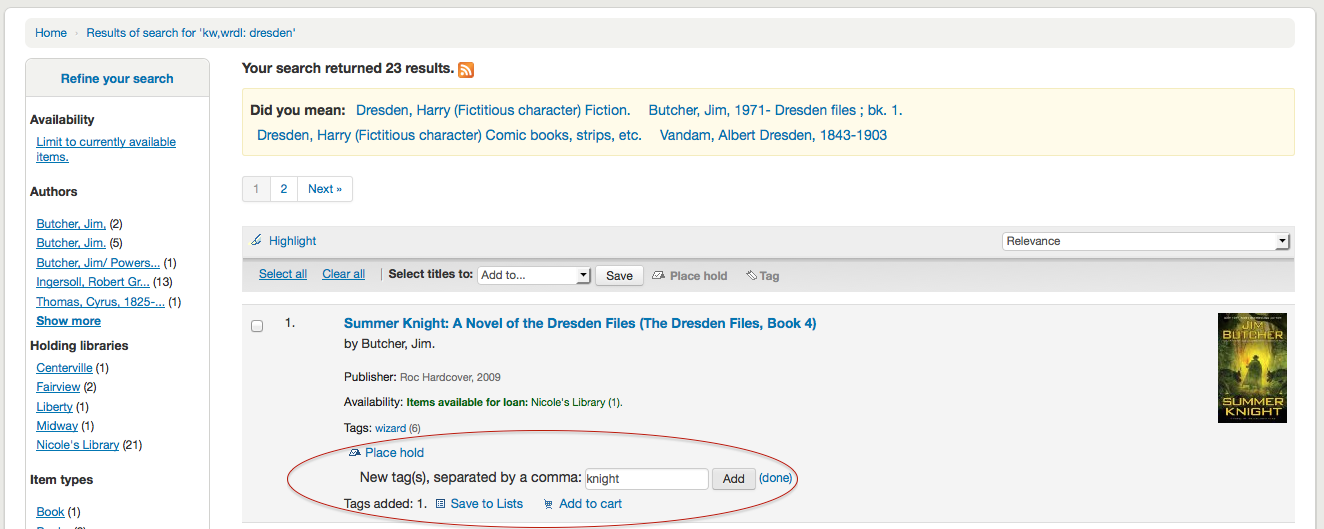 Home · Results of search for 'kw,wrdl: dresden'
Refine your search
Availability
Limit to currently available
items.
Authors
Butcher, Jim, (2)
Butcher, Jim. (5)
Butcher, Jim/ Powers... (1)
Ingersoll, Robert Gr... (13)
Thomas, Cyrus, 1825-... (1)
Show more
Holding libraries
Centerville (1)
Fairview (2)
Liberty (1)
Midway (1)
Nicole's Library (21)
Item types
Book (1)
Your search returned 23 results.
Did you mean: Dresden, Harry (Fictitious character) Fiction. Butcher, Jim, 1971- Dresden files ; bk. 1.
Dresden, Harry (Fictitious character) Comic books, strips, etc. Vandam, Albert Dresden, 1843-1903
1 2 Next »
Highlight Relevance
Select all Clear all | Select titles to: Add to... Save Place hold Tag
1. Summer Knight: A Novel of the Dresden Files (The Dresden Files, Book 4)
by Butcher, Jim.
Publisher: Roc Hardcover, 2009
Availability: Items available for loan: Nicole's Library (1).
Tags: wizard (6)
Place hold
New tag(s), separated by a comma: knight Add (done)
Tags added: 1. Save to Lists Add to cart
JIM
BUTCHER
SUMMER
KNIGHT